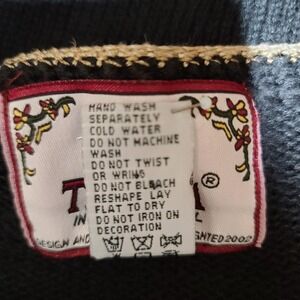 HAND WASH
SEPARATELY
COLD WATER
DO NOT MACHINE
WASH
DO NOT TWIST
OR WRING
DO NOT BLEACH
RESHAPE LAY
FLAT TO DRY
DO NOT IRON ON
DECORATION
T ®
IN
DESIGN AND GHTED 2002